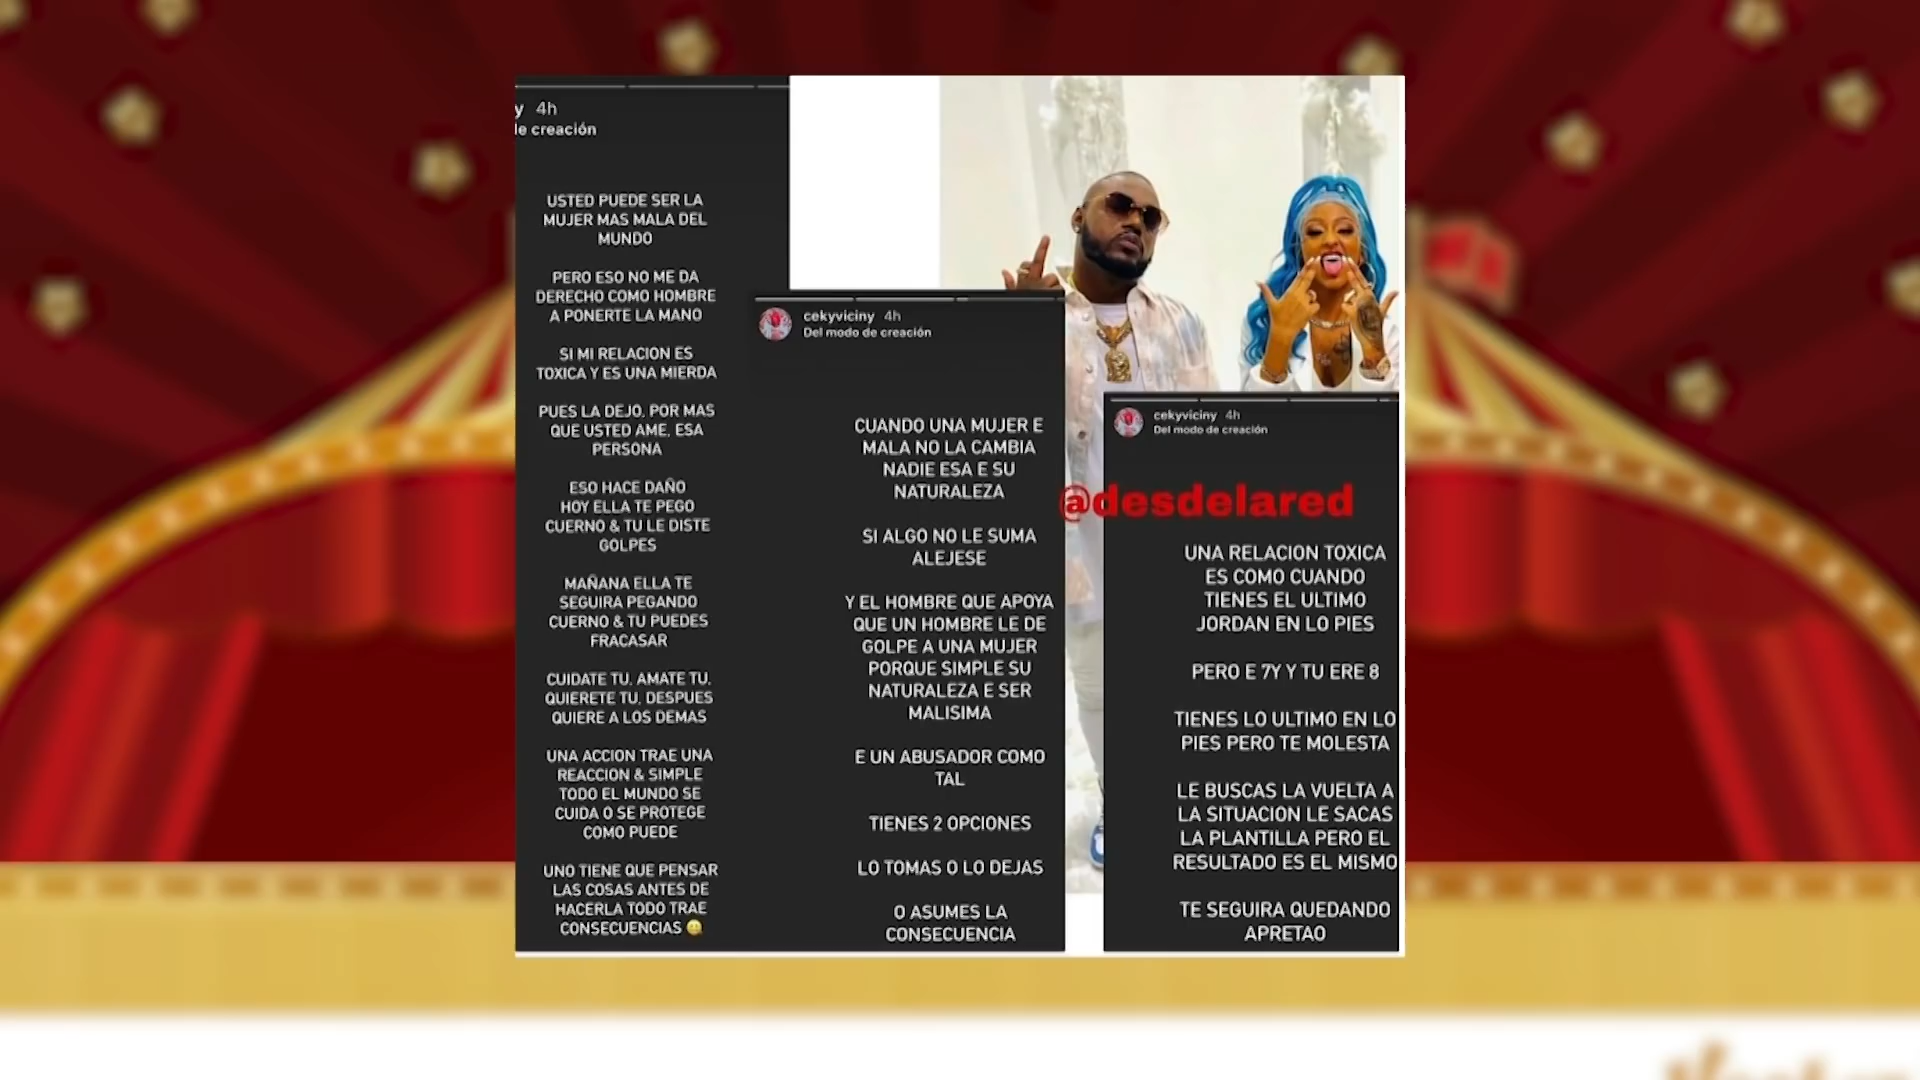 y 4h
le creación
USTED PUEDE SER LA
MUJER MAS MALA DEL
MUNDO
PERO ESO NO ME DA
DERECHO COMO HOMBRE
A PONERTE LA MANO
SI MI RELACION ES
TOXICA Y ES UNA MIERDA
PUES LA DEJO. POR MAS
QUE USTED AME. ESA
PERSONA
ESO HACE DAÑO
HOY ELLA TE PEGO
CUERNO & TU LE DISTE
GOLPES
MAÑANA ELLA TE
SEGUIRA PEGANDO
CUERNO & TU PUEDES
FRACASAR
CUIDATE TU. AMATE TU.
QUIERETE TU. DESPUES
QUIERE A LOS DEMAS
UNA ACCION TRAE UNA
REACCION & SIMPLE
TODO EL MUNDO SE
CUIDA O SE PROTEGE
COMO PUEDE
UNO TIENE QUE PENSAR
LAS COSAS ANTES DE
HACERLA TODO TRAE
CONSECUENCIAS
cekyviciny 4h
Del modo de creación
CUANDO UNA MUJER E
MALA NO LA CAMBIA
NADIE ESA E SU
NATURALEZA
SI ALGO NO LE SUMA
ALEJESE
Y EL HOMBRE QUE APOYA
QUE UN HOMBRE LE DE
GOLPE A UNA MUJER
PORQUE SIMPLE SU
NATURALEZA E SER
MALISIMA
E UN ABUSADOR COMO
TAL
TIENES 2 OPCIONES
LO TOMAS O LO DEJAS
O ASUMES LA
CONSECUENCIA
@desdelared
cekyviciny 4h
Del modo de creación
UNA RELACION TOXICA
ES COMO CUANDO
TIENES EL ULTIMO
JORDAN EN LO PIES
PERO E 7Y Y TU ERE 8
TIENES LO ULTIMO EN LO
PIES PERO TE MOLESTA
LE BUSCAS LA VUELTA A
LA SITUACION LE SACAS
LA PLANTILLA PERO EL
RESULTADO ES EL MISMO
TE SEGUIRA QUEDANDO
APRETAO